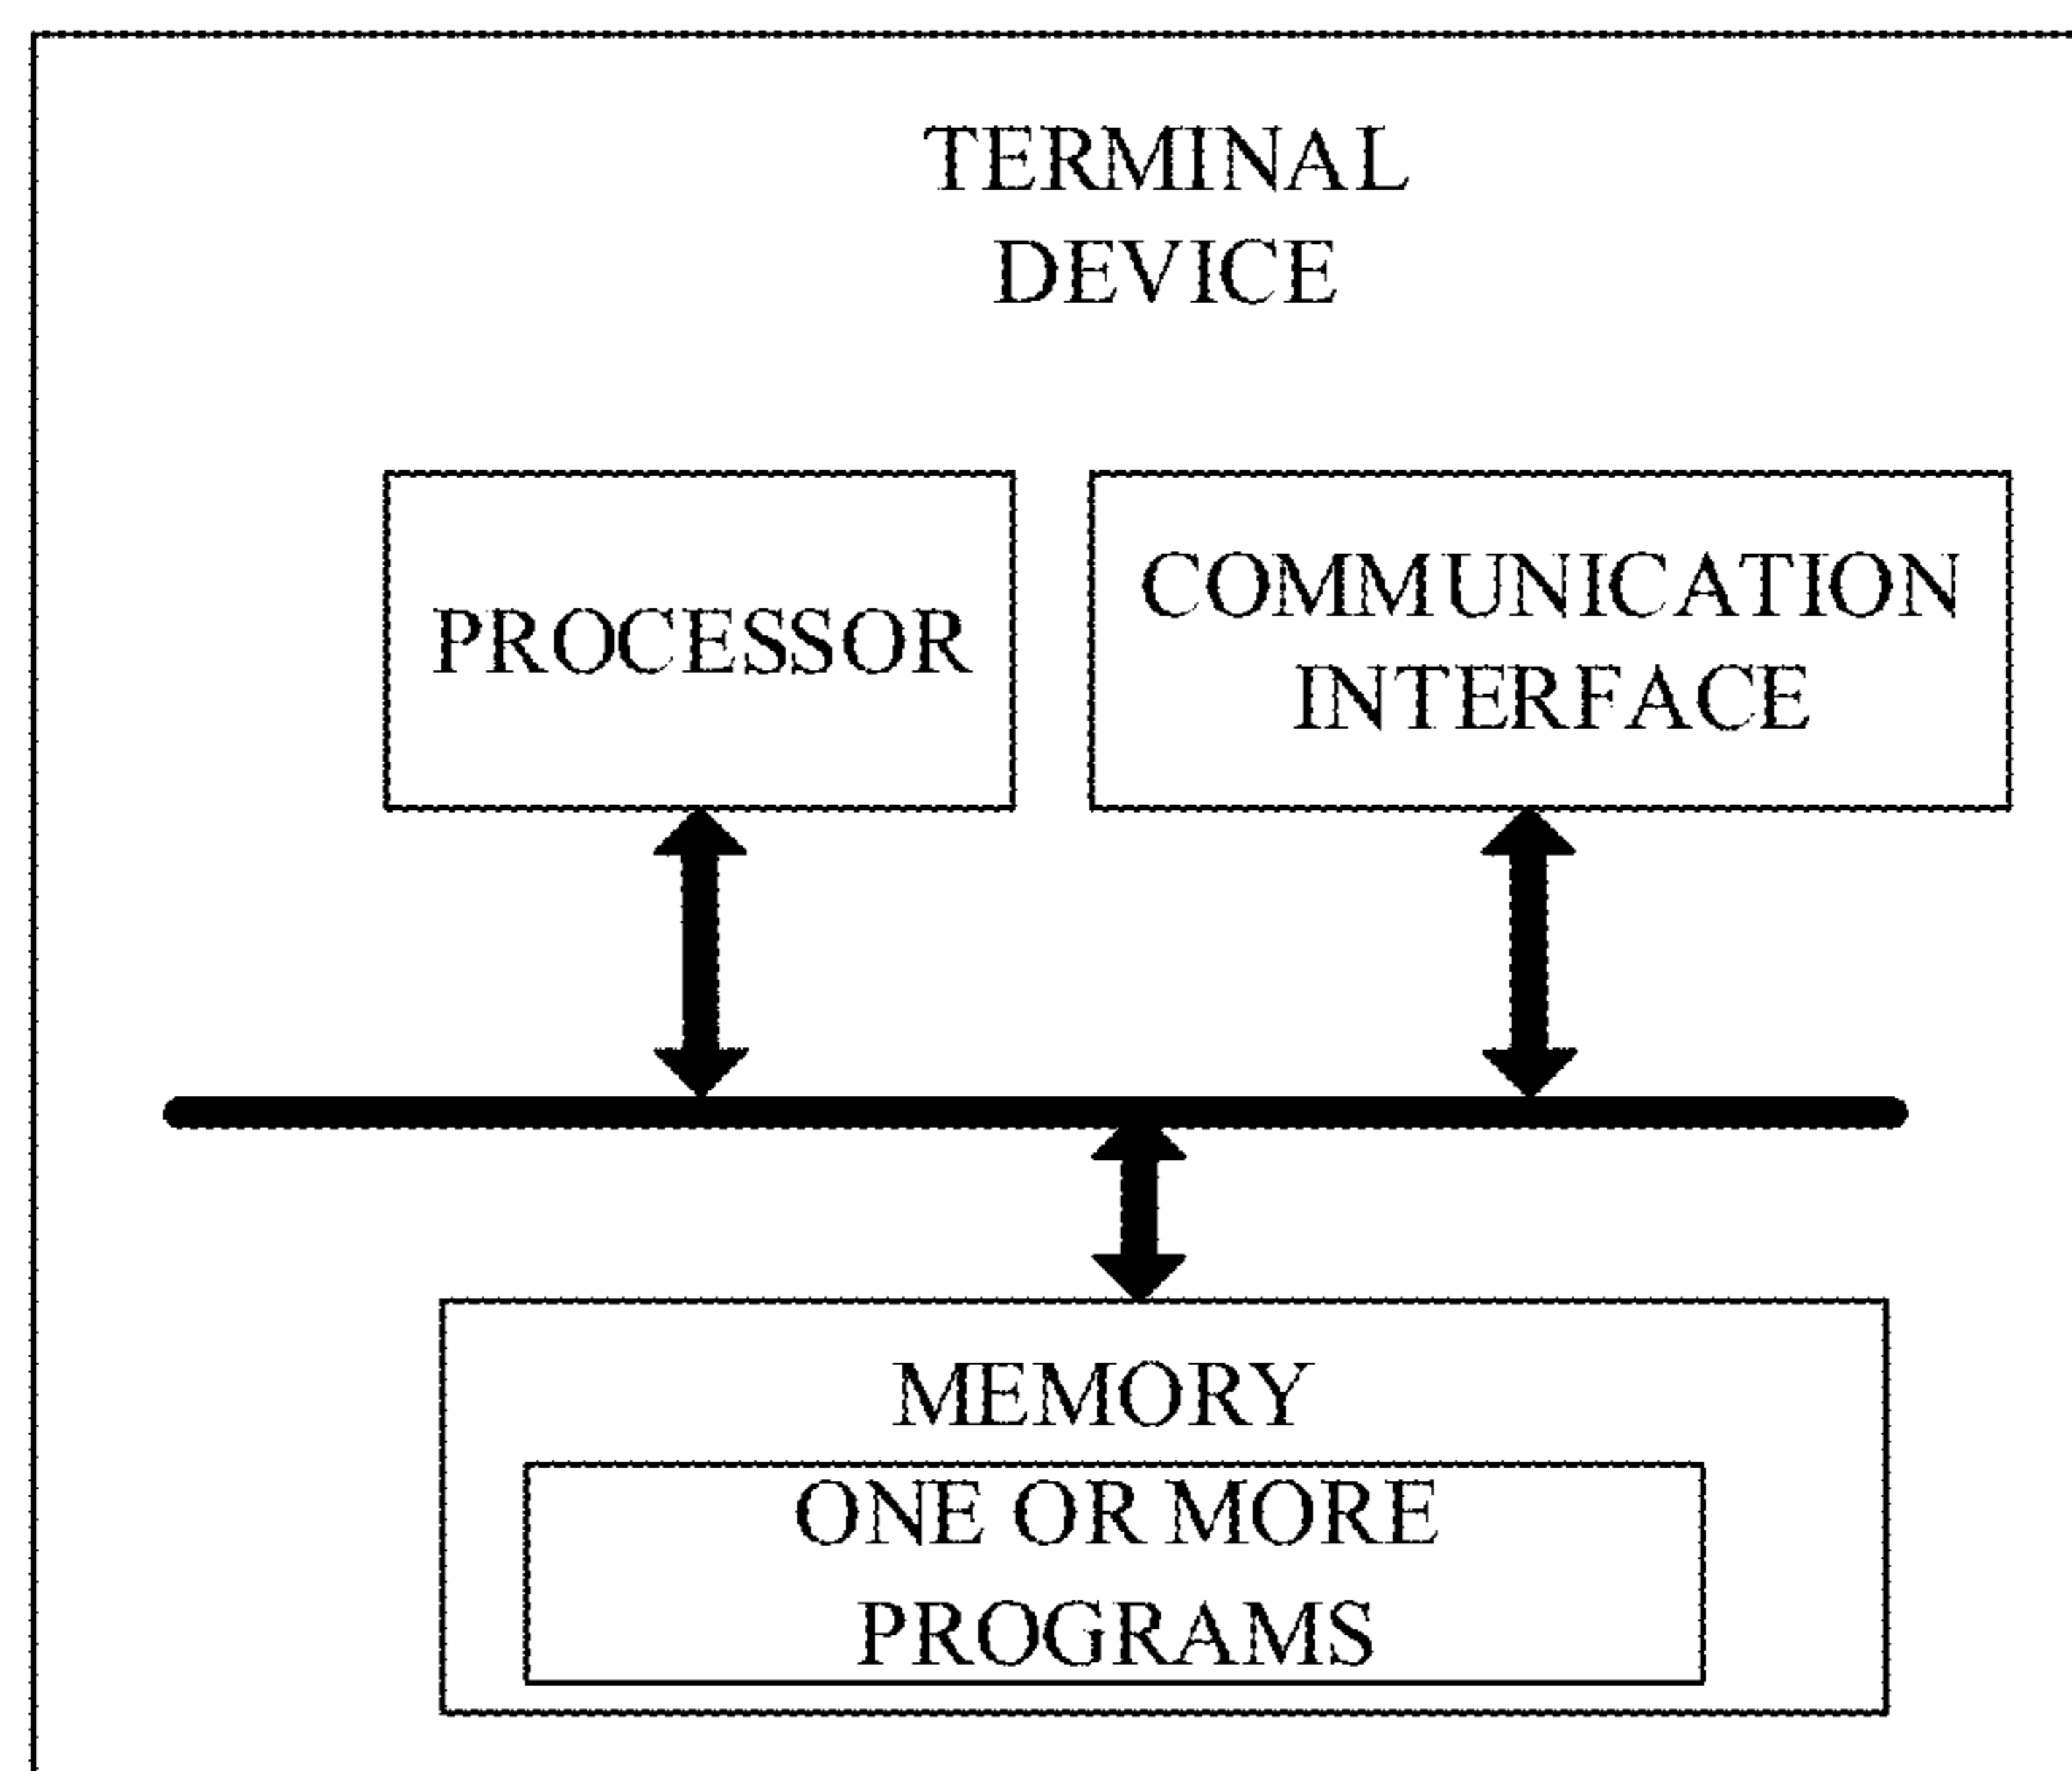 TERMINAL
DEVICE
PROCESSOR
COMMUNICATION
INTERFACE
MEMORY
ONE OR MORE
PROGRAMS